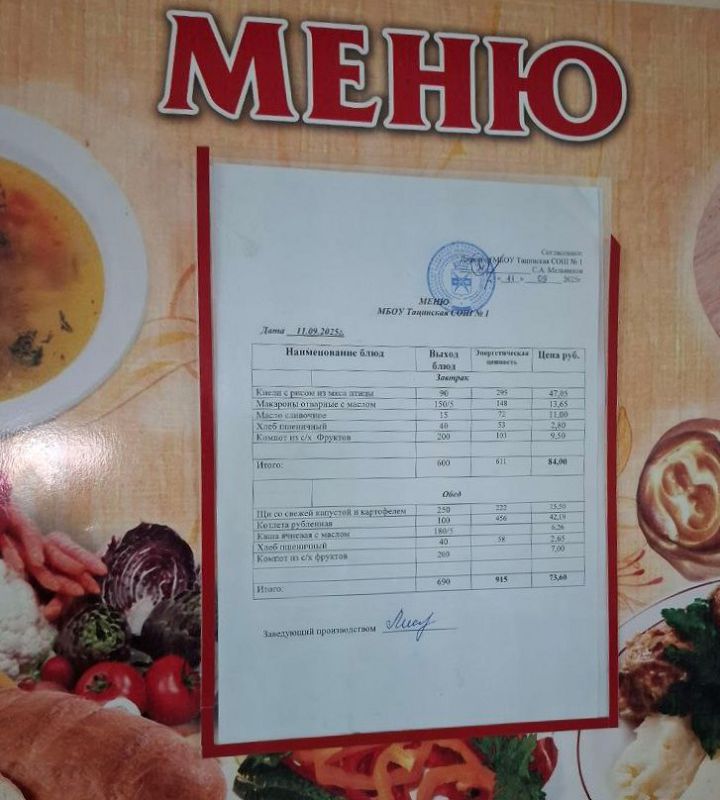 МЕНЮ
Согласовано:
Директор МБОУ Тацинская СОШ № 1
С.А. Мельников
« 11 » 09 2025г
МЕНЮ
МБОУ Тацинская СОШ № 1
Дата 11.09.2025г.
Наименование блюд Выход блюд Энергетическая ценность Цена руб.
Завтрак
Кнели с рисом из мяса птицы 90 295 47,05
Макароны отварные с маслом 150/5 148 13,65
Масло сливочное 15 72 11,00
Хлеб пшеничный 40 53 2,80
Компот из с/х Фруктов 200 103 9,50
Итого: 600 611 84,00
Обед
Щи со свежей капустой и картофелем 250 222 15,50
Котлета рубленная 100 456 42,19
Каша ячневая с маслом 180/5 6,26
Хлеб пшеничный 40 58 2,65
Компот из с/х фруктов 200 7,00
Итого: 690 915 73,60
Заведующий производством